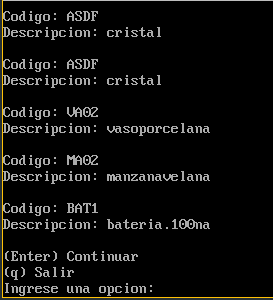 Codigo: ASDF
Descripcion: cristal
Codigo: ASDF
Descripcion: cristal
Codigo: VA02
Descripcion: vasoporcelana
Codigo: MA02
Descripcion: manzanavelana
Codigo: BAT1
Descripcion: bateria.100na
(Enter) Continuar
(q) Salir
Ingrese una opcion: